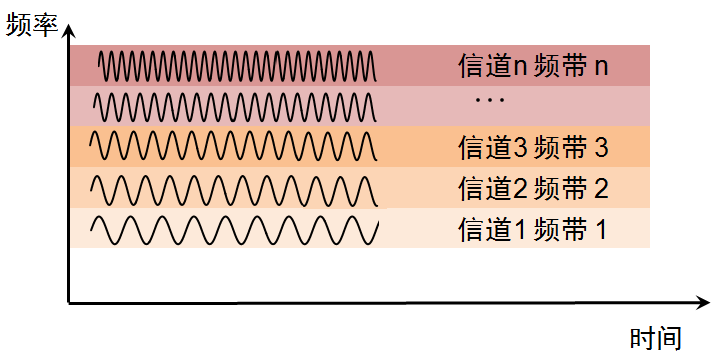 频率
信道n 频带 n
...
信道3 频带 3
信道2 频带 2
信道1 频带 1
时间